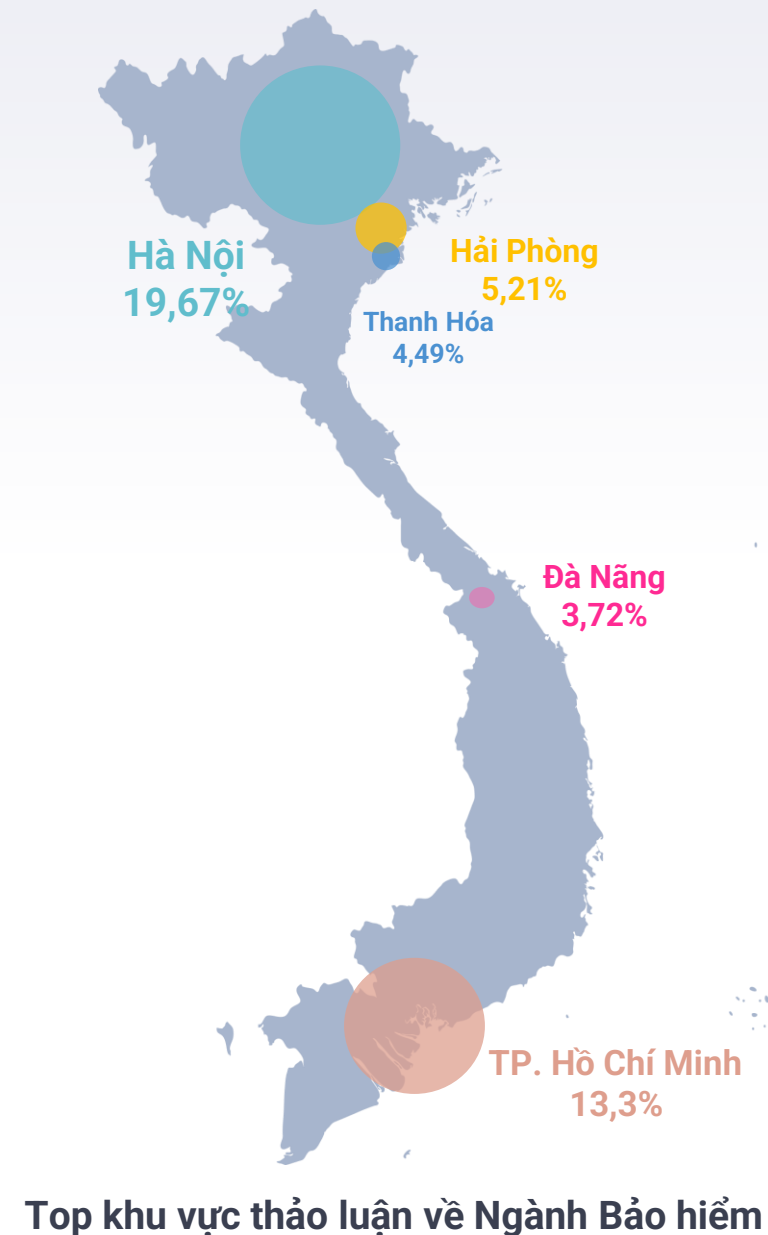 Hà Nội
19,67%
Hải Phòng
5,21%
Thanh Hóa
4,49%
Đà Nẵng
3,72%
TP. Hồ Chí Minh
13,3%
Top khu vực thảo luận về Ngành Bảo hiểm